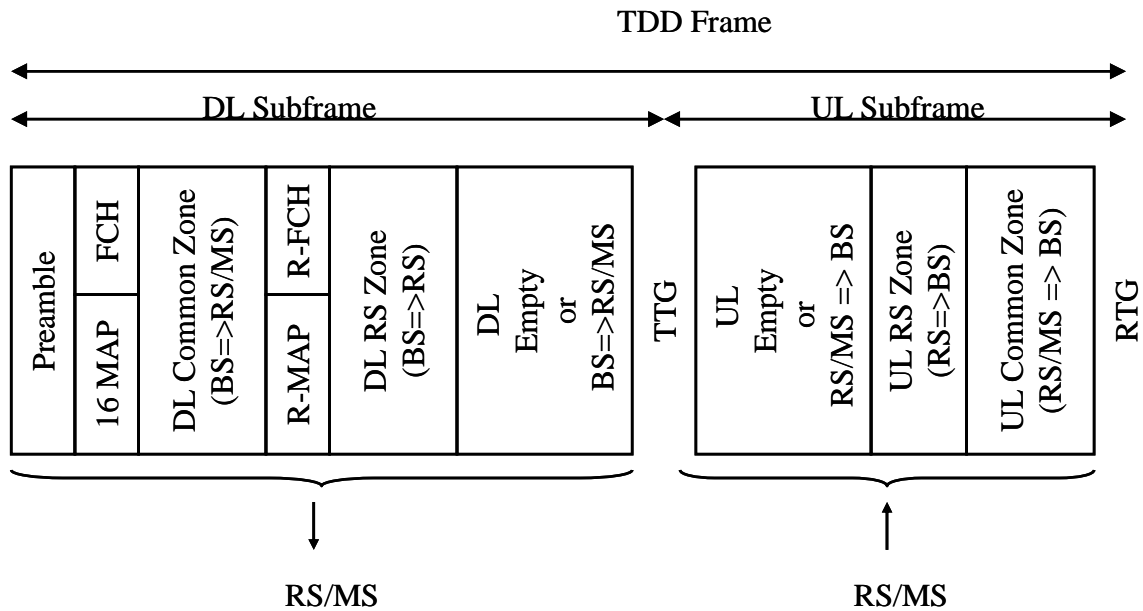 TDD Frame
DL Subframe
UL Subframe
Preamble
FCH
16 MAP
DL Common Zone
(BS=>RS/MS)
R-FCH
R-MAP
DL RS Zone
(BS=>RS)
DL
Empty
or
BS=>RS/MS
TTG
UL
Empty
or
RS/MS => BS
UL RS Zone
(RS=>BS)
UL Common Zone
(RS/MS => BS)
RTG
RS/MS
RS/MS